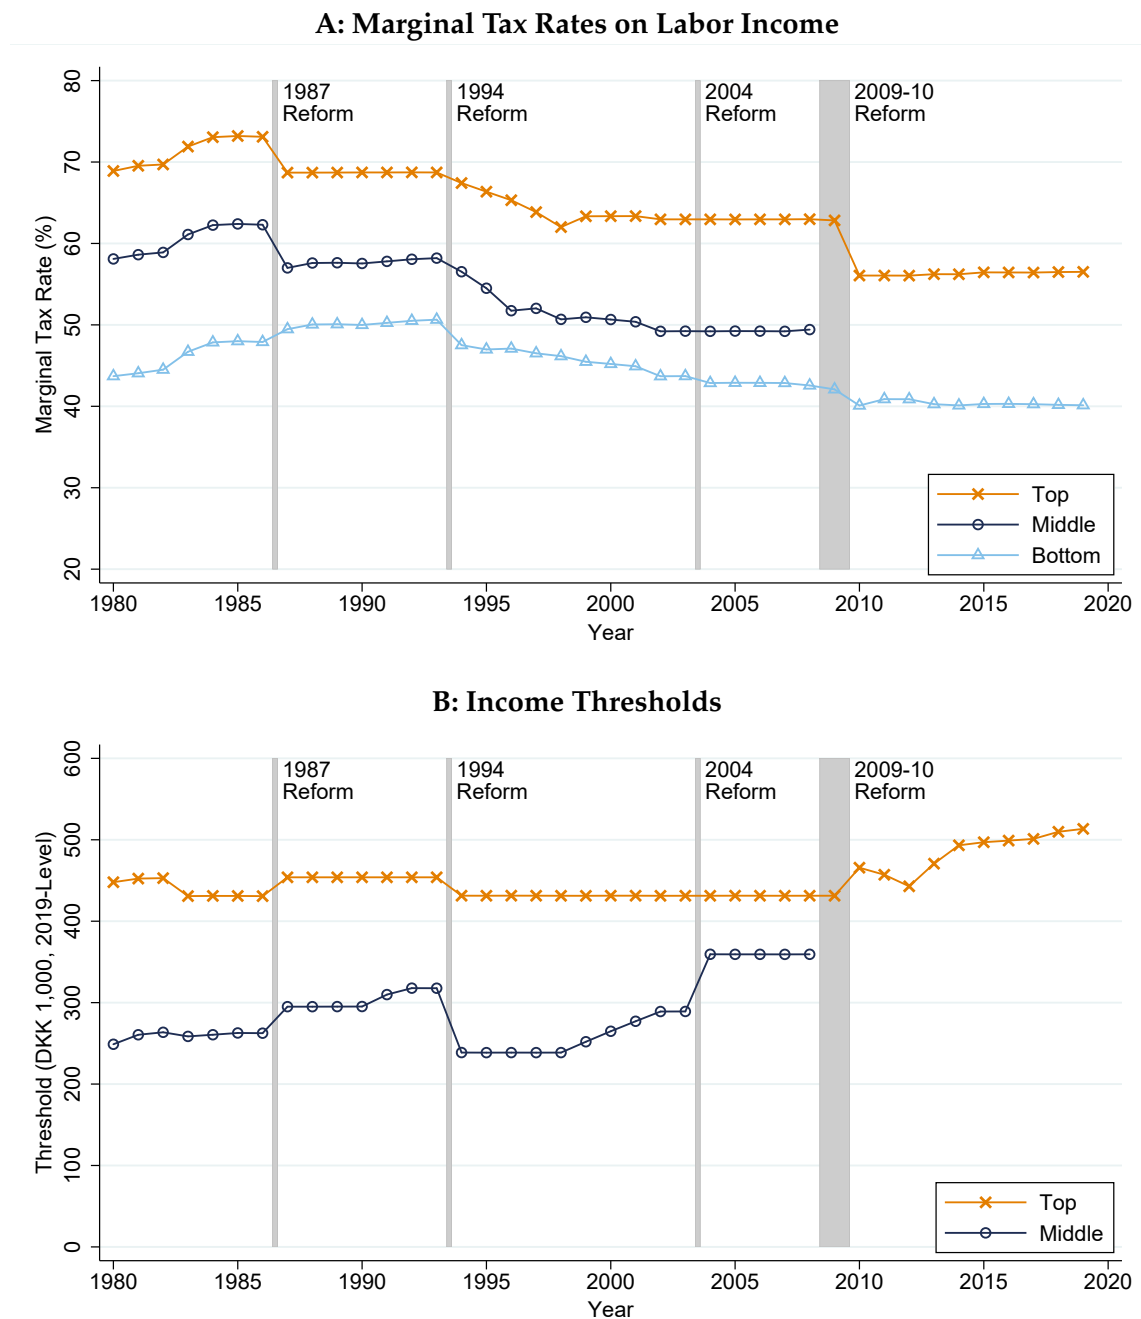 A: Marginal Tax Rates on Labor Income
80
70
60
50
40
30
20
Marginal Tax Rate (%)
1987
Reform
1994
Reform
2004
Reform
2009-10
Reform
Top
Middle
Bottom
1980 1985 1990 1995 2000 2005 2010 2015 2020
Year
B: Income Thresholds
600
500
400
300
200
100
0
Threshold (DKK 1,000, 2019-Level)
1987
Reform
1994
Reform
2004
Reform
2009-10
Reform
Top
Middle
1980 1985 1990 1995 2000 2005 2010 2015 2020
Year